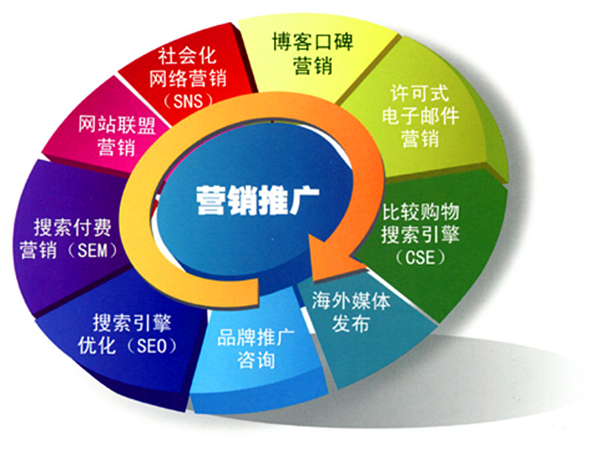 博客口碑
营销
许可式
电子邮件
营销
比较购物
搜索引擎
(CSE)
海外媒体
发布
品牌推广
咨询
搜索引擎
优化(SEO)
搜索付费
营销(SEM)
网站联盟
营销
社会化
网络营销
(SNS)
营销推广